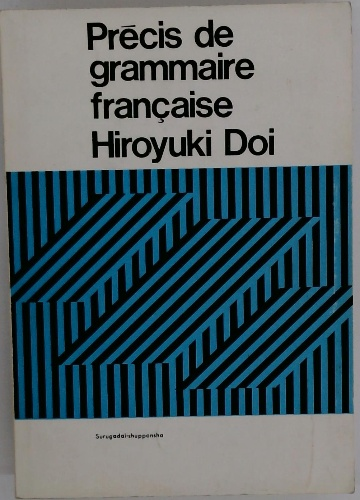 Précis de
grammaire
française
Hiroyuki Doi
Surugadai-shuppansha